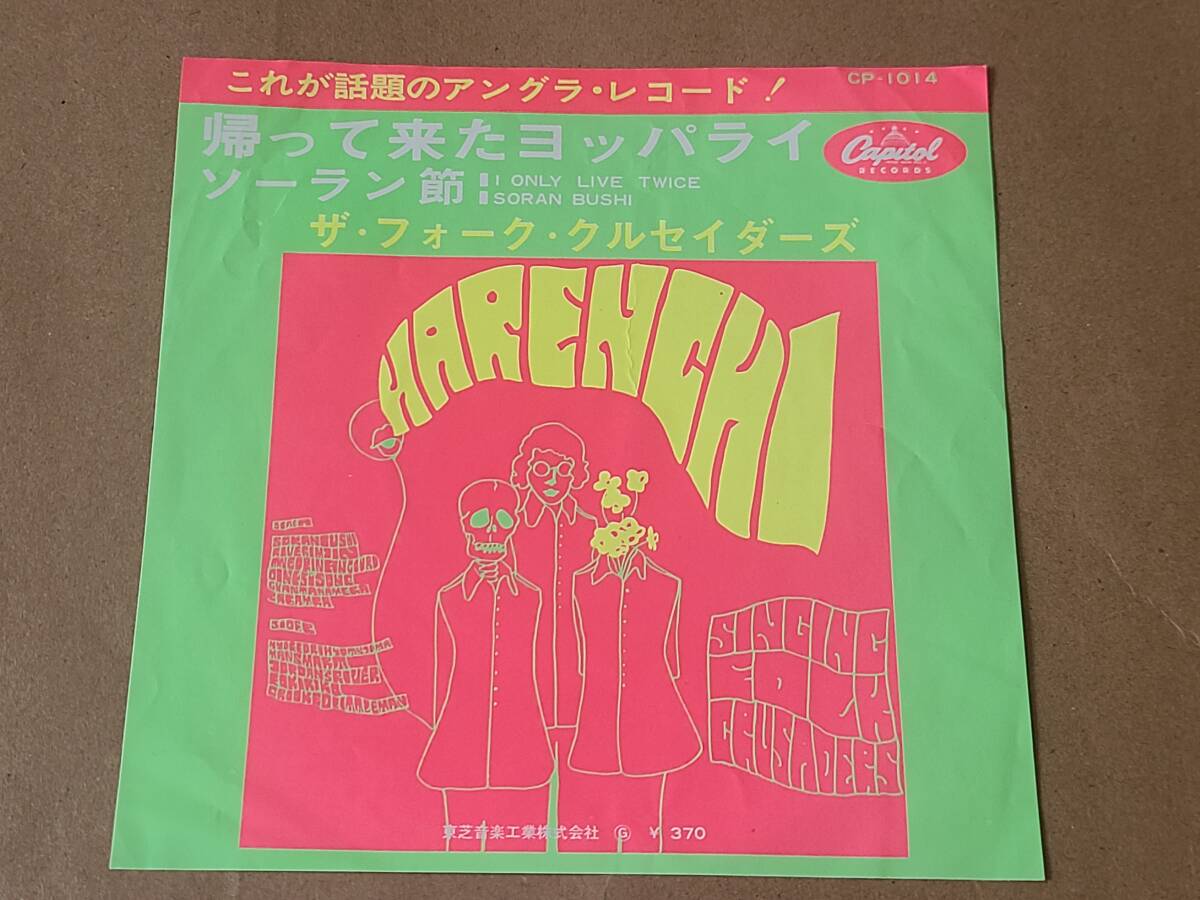 これが話題のアングラ・レコード!
CP-1014
帰って来たヨッパライ
ソーラン節
I ONLY LIVE TWICE
SORAN BUSHI
Capitol
RECORDS
ザ・フォーク・クルセイダーズ
HARENCHI
SORAN BUSHI
GUANTANAMERA
SINGING
FOLK
CRUSADERS
東芝音楽工業株式会社 Ⓖ ¥370